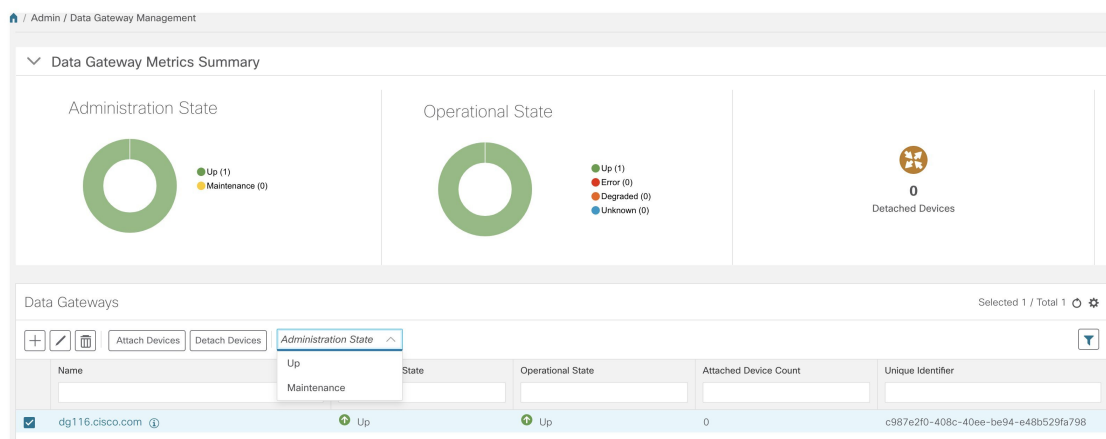 / Admin / Data Gateway Management
Data Gateway Metrics Summary
Administration State
Up (1)
Maintenance (0)
Operational State
Up (1)
Error (0)
Degraded (0)
Unknown (0)
0
Detached Devices
Data Gateways
Selected 1 / Total 1
Attach Devices Detach Devices Administration State
Up
Maintenance
Name State Operational State Attached Device Count Unique Identifier
dg116.cisco.com Up Up 0 c987e2f0-408c-40ee-be94-e48b529fa798